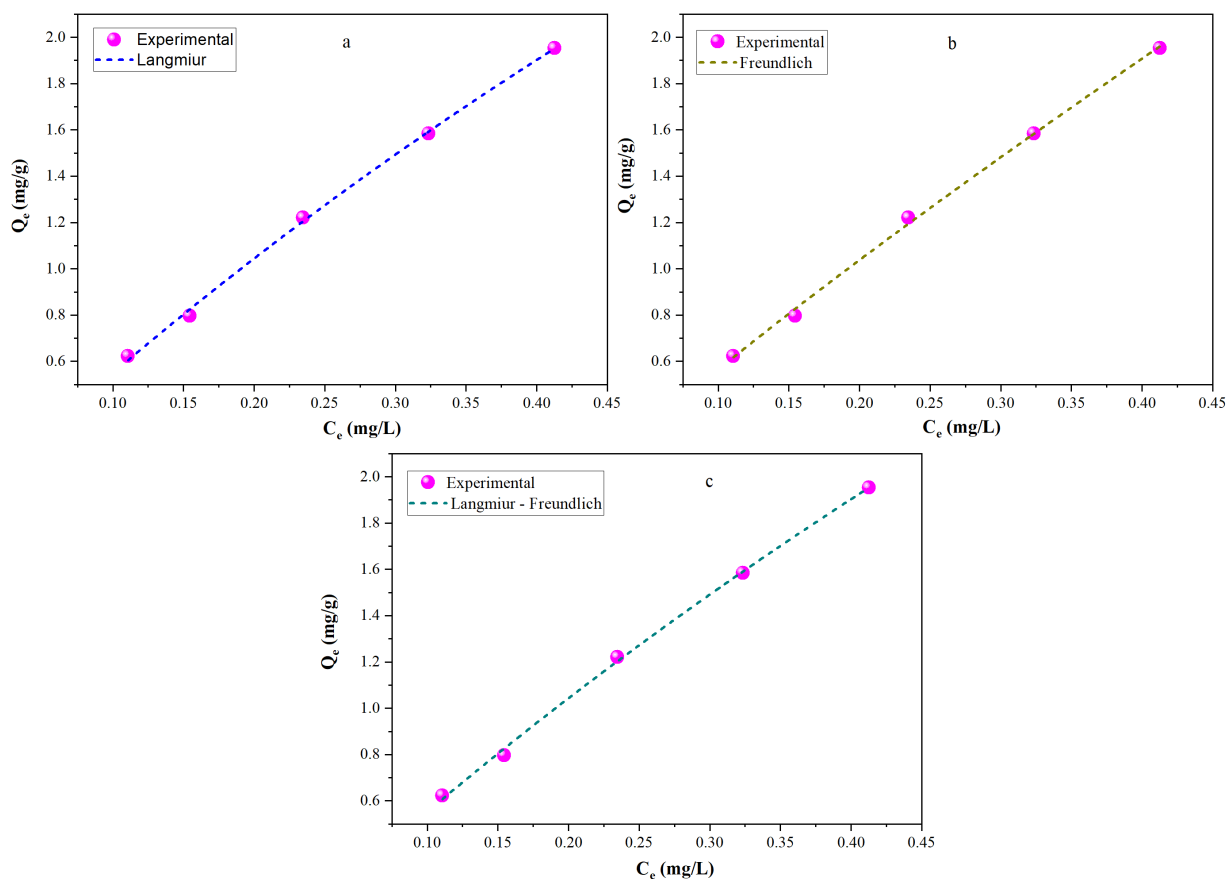 a
Experimental
Langmiur
2.0
1.8
1.6
1.4
1.2
1.0
0.8
0.6
Qe (mg/g)
0.10 0.15 0.20 0.25 0.30 0.35 0.40 0.45
Ce (mg/L)
b
Experimental
Freundlich
2.0
1.8
1.6
1.4
1.2
1.0
0.8
0.6
Qe (mg/g)
0.10 0.15 0.20 0.25 0.30 0.35 0.40 0.45
Ce (mg/L)
c
Experimental
Langmiur - Freundlich
2.0
1.8
1.6
1.4
1.2
1.0
0.8
0.6
Qe (mg/g)
0.10 0.15 0.20 0.25 0.30 0.35 0.40 0.45
Ce (mg/L)